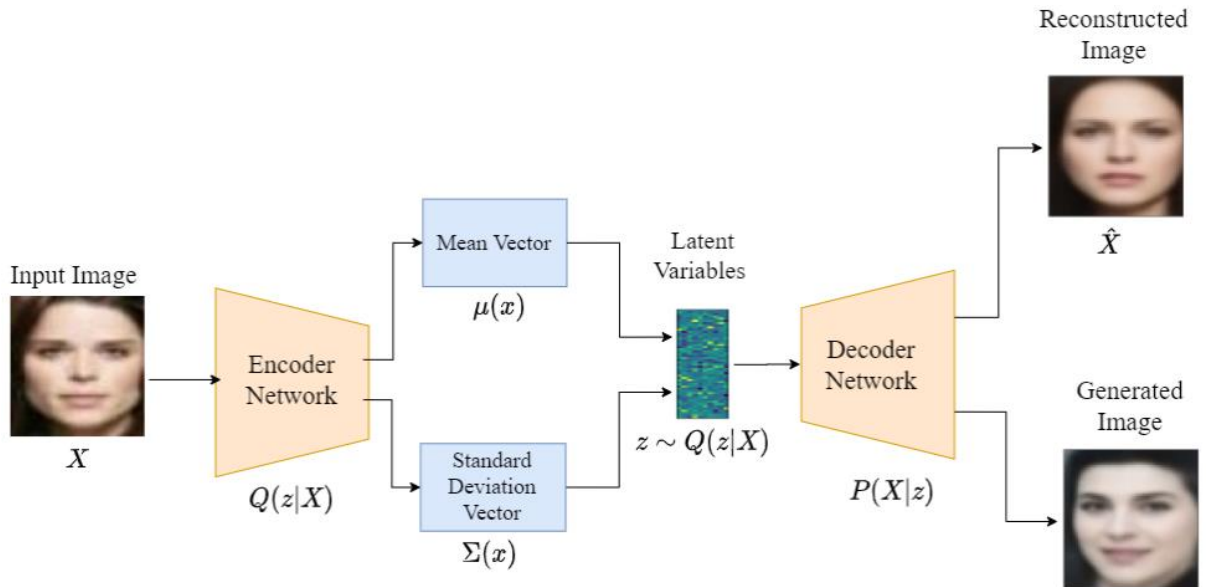 Input Image
X
Encoder
Network
Q(z|X)
Mean Vector
μ(x)
Standard
Deviation
Vector
Σ(x)
Latent
Variables
z ∼ Q(z|X)
Decoder
Network
P(X|z)
Reconstructed
Image
X̂
Generated
Image